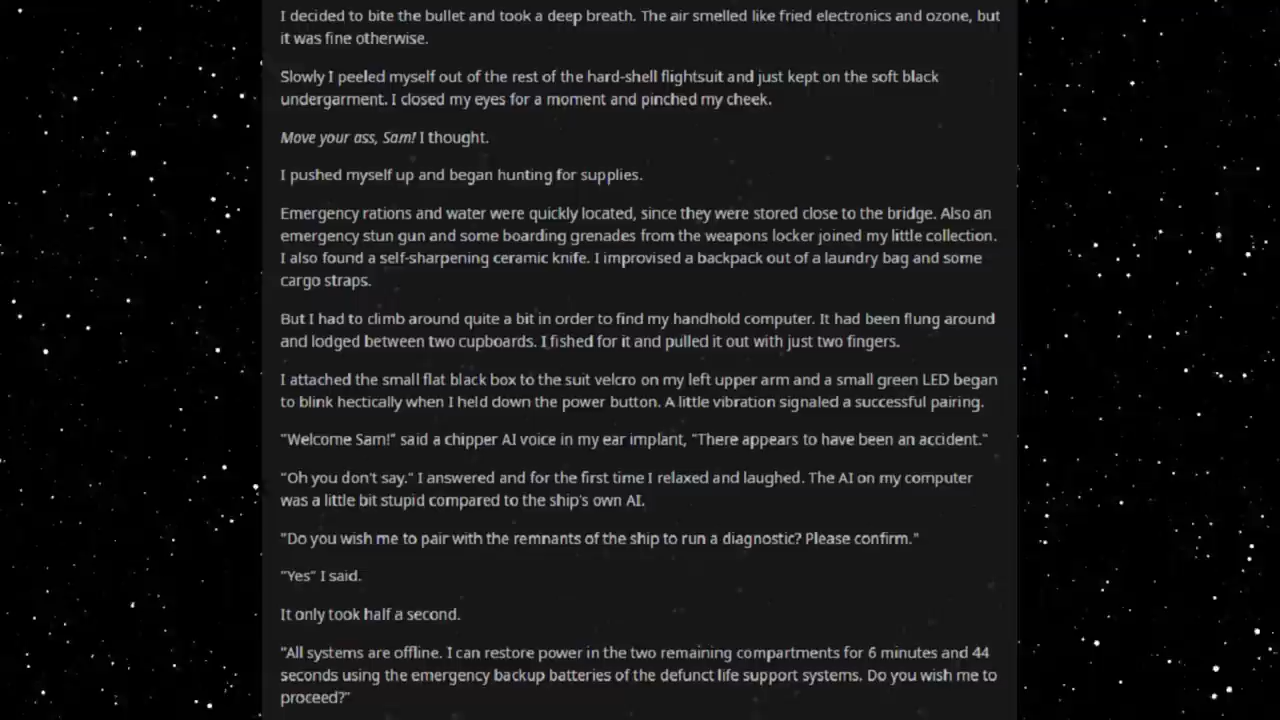 I decided to bite the bullet and took a deep breath. The air smelled like fried electronics and ozone, but
it was fine otherwise.
Slowly I peeled myself out of the rest of the hard-shell flightsuit and just kept on the soft black
undergarment. I closed my eyes for a moment and pinched my cheek.
Move your ass, Sam! I thought.
I pushed myself up and began hunting for supplies.
Emergency rations and water were quickly located, since they were stored close to the bridge. Also an
emergency stun gun and some boarding grenades from the weapons locker joined my little collection.
I also found a self-sharpening ceramic knife. I improvised a backpack out of a laundry bag and some
cargo straps.
But I had to climb around quite a bit in order to find my handhold computer. It had been flung around
and lodged between two cupboards. I fished for it and pulled it out with just two fingers.
I attached the small flat black box to the suit velcro on my left upper arm and a small green LED began
to blink hectically when I held down the power button. A little vibration signaled a successful pairing.
"Welcome Sam!" said a chipper AI voice in my ear implant, "There appears to have been an accident."
"Oh you don't say." I answered and for the first time I relaxed and laughed. The AI on my computer
was a little bit stupid compared to the ship's own AI.
"Do you wish me to pair with the remnants of the ship to run a diagnostic? Please confirm."
"Yes" I said.
It only took half a second.
"All systems are offline. I can restore power in the two remaining compartments for 6 minutes and 44
seconds using the emergency backup batteries of the defunct life support systems. Do you wish me to
proceed?"